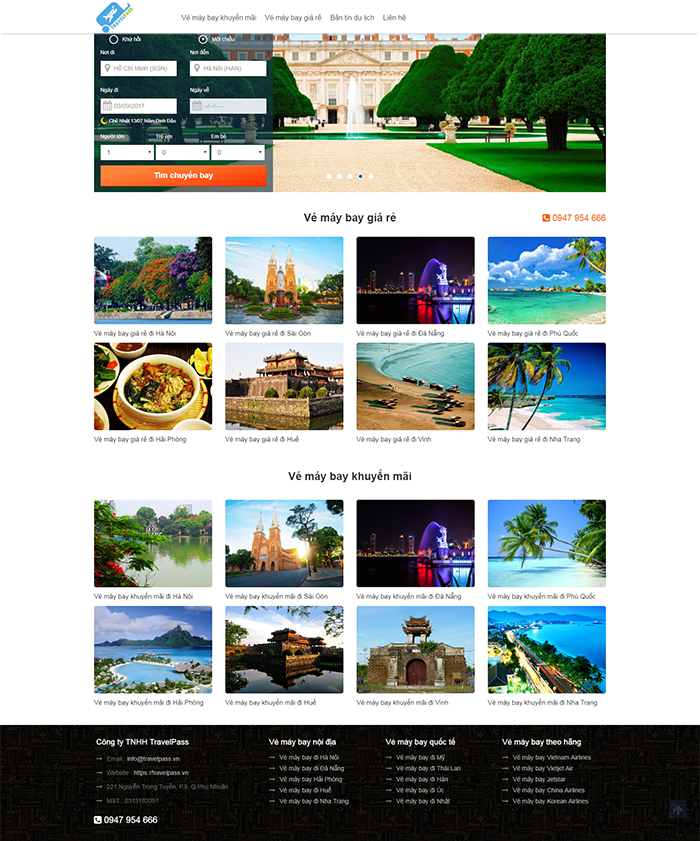 TRAVELPASS
Vé máy bay khuyến mãi Vé máy bay giá rẻ Bản tin du lịch Liên hệ
Khứ hồi Một chiều
Nơi đi Nơi đến
Hồ Chí Minh (SGN) Hà Nội (HAN)
Ngày đi Ngày về
03/09/2017 --/--/----
Chủ Nhật 13/07 Năm Đinh Dậu
Người lớn Trẻ em Em bé
1 0 0
Tìm chuyến bay
Vé máy bay giá rẻ 0947 954 666
Vé máy bay giá rẻ đi Hà Nội Vé máy bay giá rẻ đi Sài Gòn Vé máy bay giá rẻ đi Đà Nẵng Vé máy bay giá rẻ đi Phú Quốc
Vé máy bay giá rẻ đi Hải Phòng Vé máy bay giá rẻ đi Huế Vé máy bay giá rẻ đi Vinh Vé máy bay giá rẻ đi Nha Trang
Vé máy bay khuyến mãi
Vé máy bay khuyến mãi đi Hà Nội Vé máy bay khuyến mãi đi Sài Gòn Vé máy bay khuyến mãi đi Đà Nẵng Vé máy bay khuyến mãi đi Phú Quốc
Vé máy bay khuyến mãi đi Hải Phòng Vé máy bay khuyến mãi đi Huế Vé máy bay khuyến mãi đi Vinh Vé máy bay khuyến mãi đi Nha Trang
Công ty TNHH TravelPass
Email : info@travelpass.vn
Website : https://travelpass.vn
221 Nguyễn Trọng Tuyển, P.8, Q Phú Nhuận
MST : 0313183351
0947 954 666
Vé máy bay nội địa
Vé máy bay đi Hà Nội
Vé máy bay đi Đà Nẵng
Vé máy bay Hải Phòng
Vé máy bay đi Huế
Vé máy bay đi Nha Trang
Vé máy bay quốc tế
Vé máy bay đi Mỹ
Vé máy bay đi Thái Lan
Vé máy bay đi Hàn
Vé máy bay đi Úc
Vé máy bay đi Nhật
Vé máy bay theo hãng
Vé máy bay Vietnam Airlines
Vé máy bay Vietjet Air
Vé máy bay Jetstar
Vé máy bay China Airlines
Vé máy bay Korean Airlines